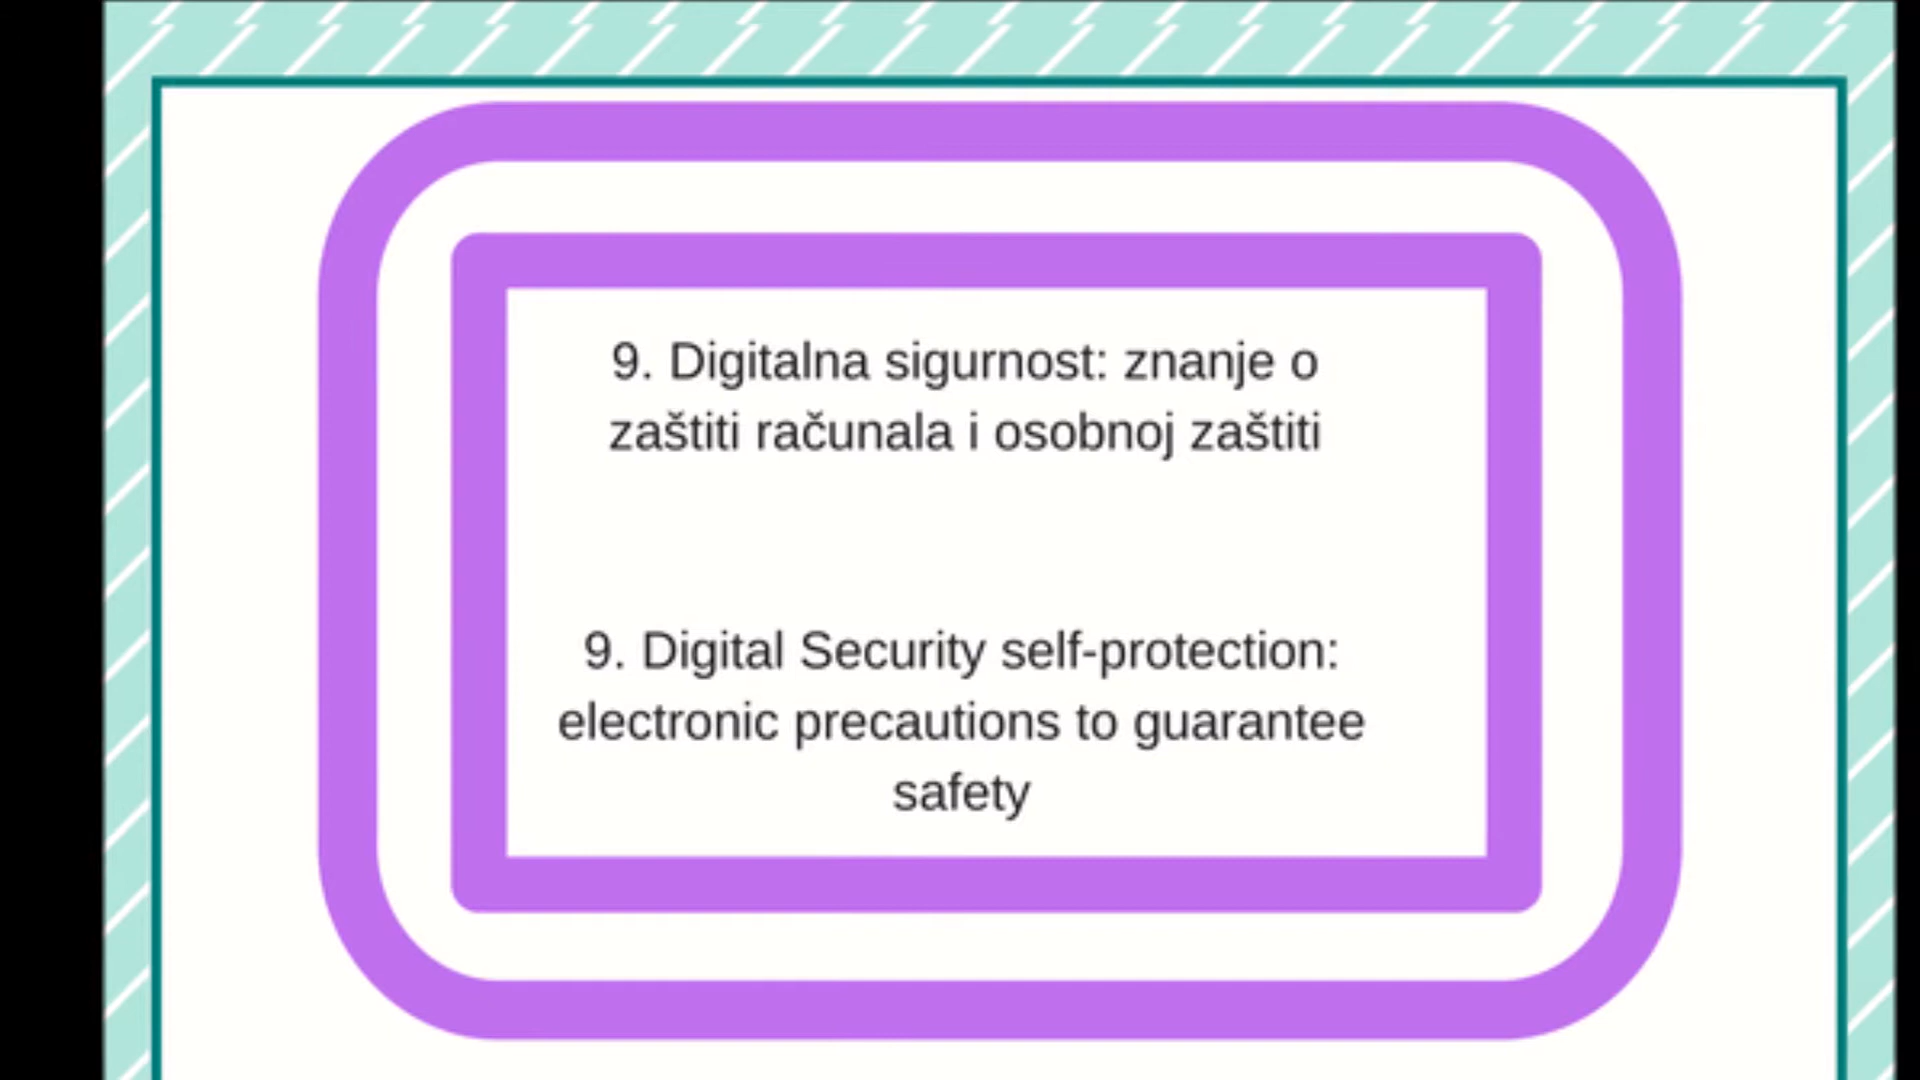 9. Digitalna sigurnost: znanje o
zaštiti računala i osobnoj zaštiti
9. Digital Security self-protection:
electronic precautions to guarantee
safety